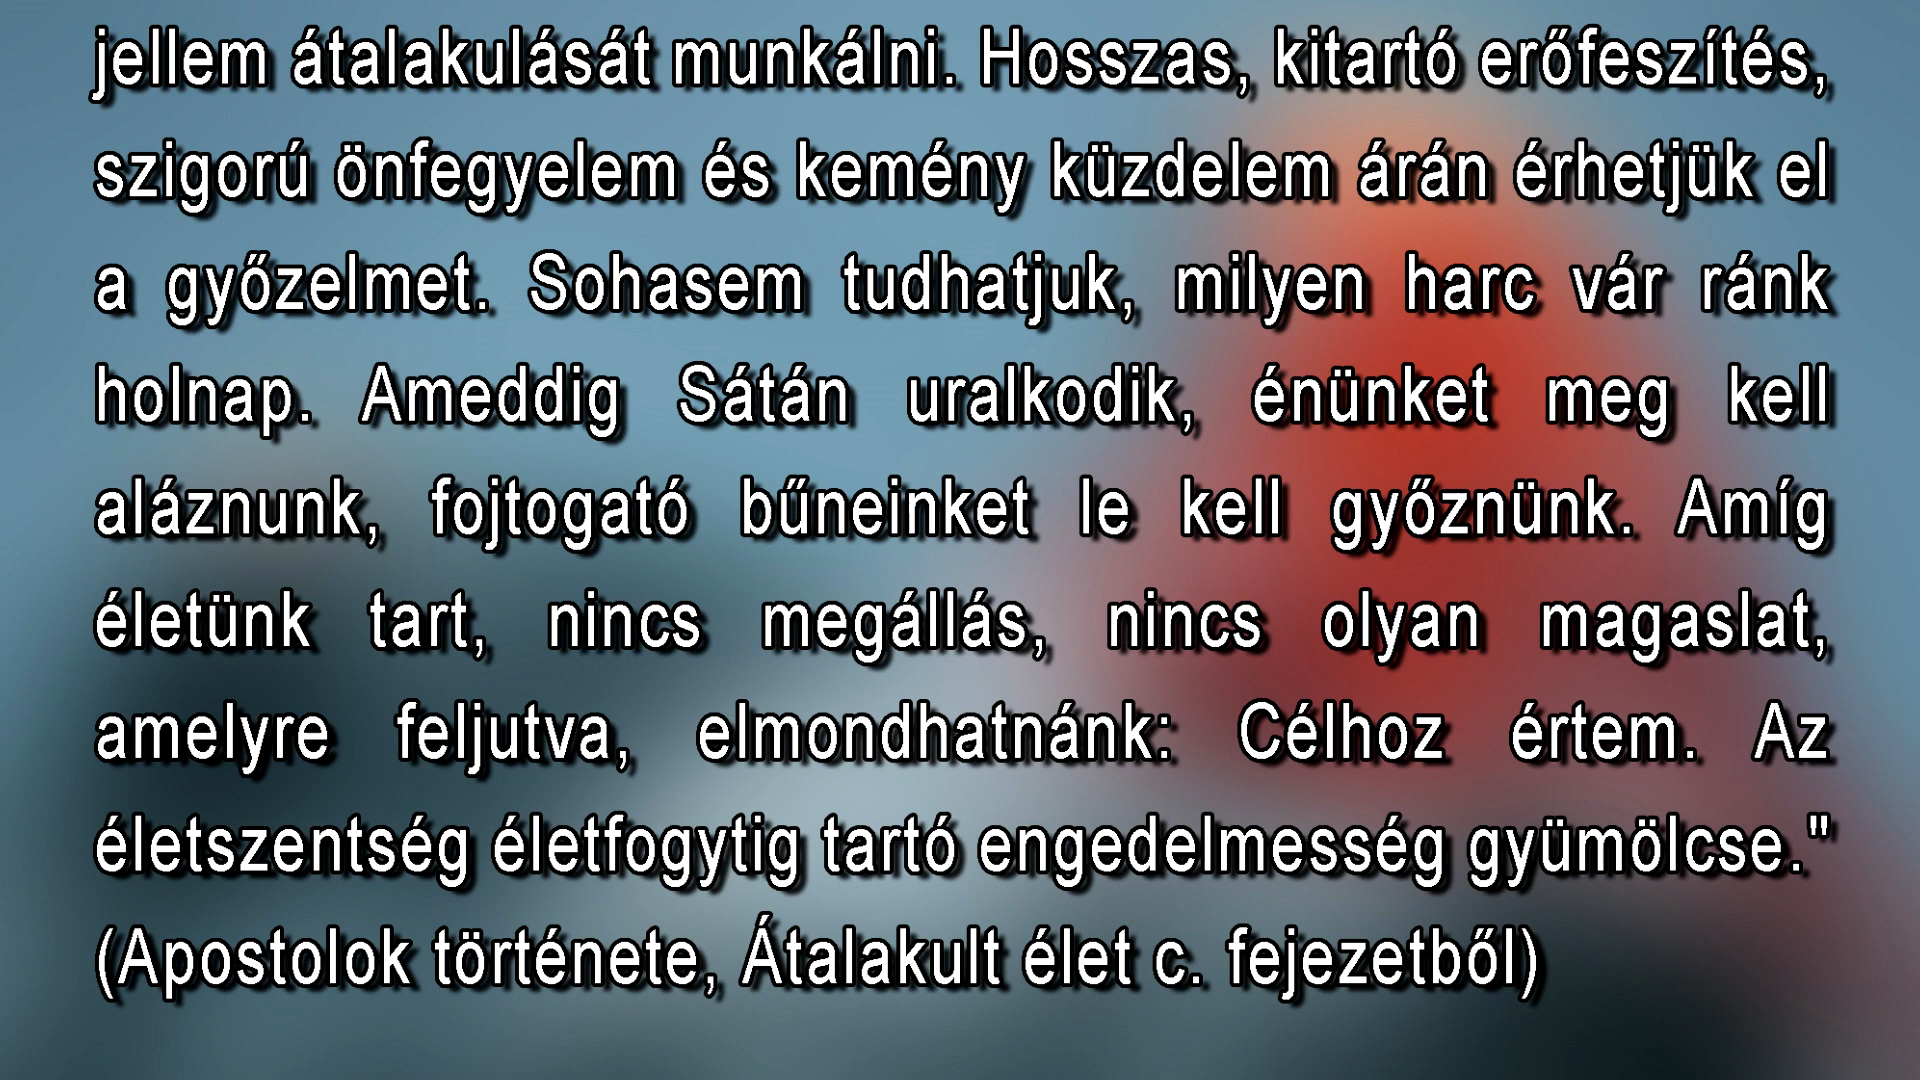 jellem átalakulását munkálni. Hosszas, kitartó erőfeszítés,
szigorú önfegyelem és kemény küzdelem árán érhetjük el
a győzelmet. Sohasem tudhatjuk, milyen harc vár ránk
holnap. Ameddig Sátán uralkodik, énünket meg kell
aláznunk, fojtogató bűneinket le kell győznünk. Amíg
életünk tart, nincs megállás, nincs olyan magaslat,
amelyre feljutva, elmondhatnánk: Célhoz értem. Az
életszentség életfogytig tartó engedelmesség gyümölcse."
(Apostolok története, Átalakult élet c. fejezetből)